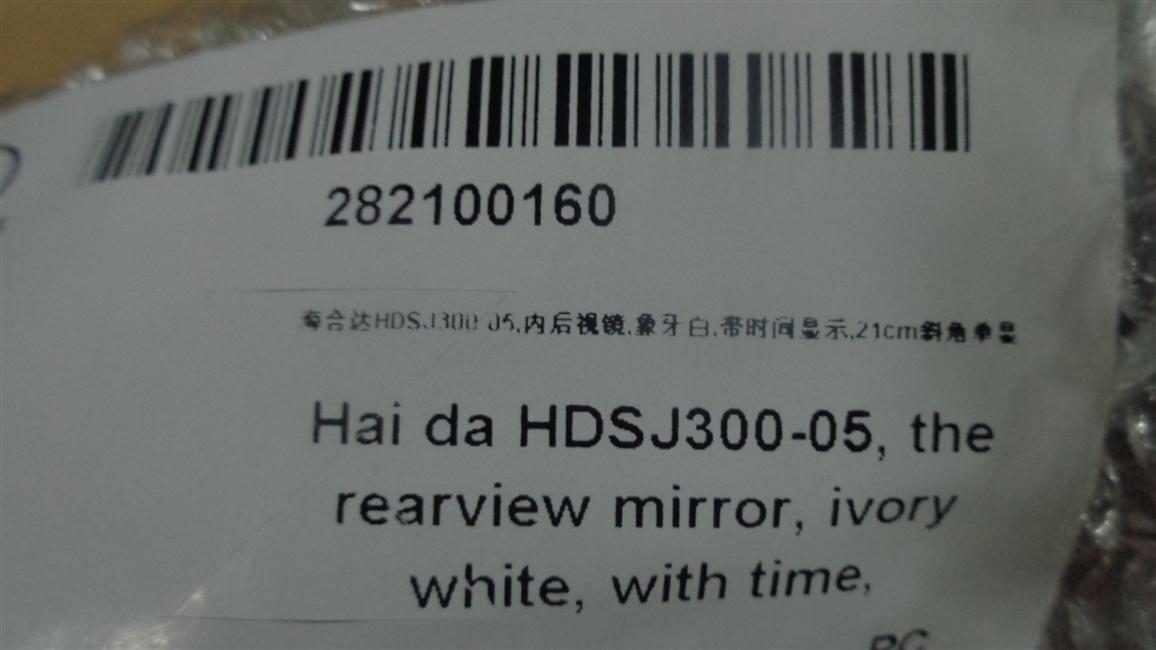 282100160
海合达HDSJ300-05,内后视镜,象牙白,带时间显示,21cm斜角单显
Hai da HDSJ300-05, the
rearview mirror, ivory
white, with time,
PC